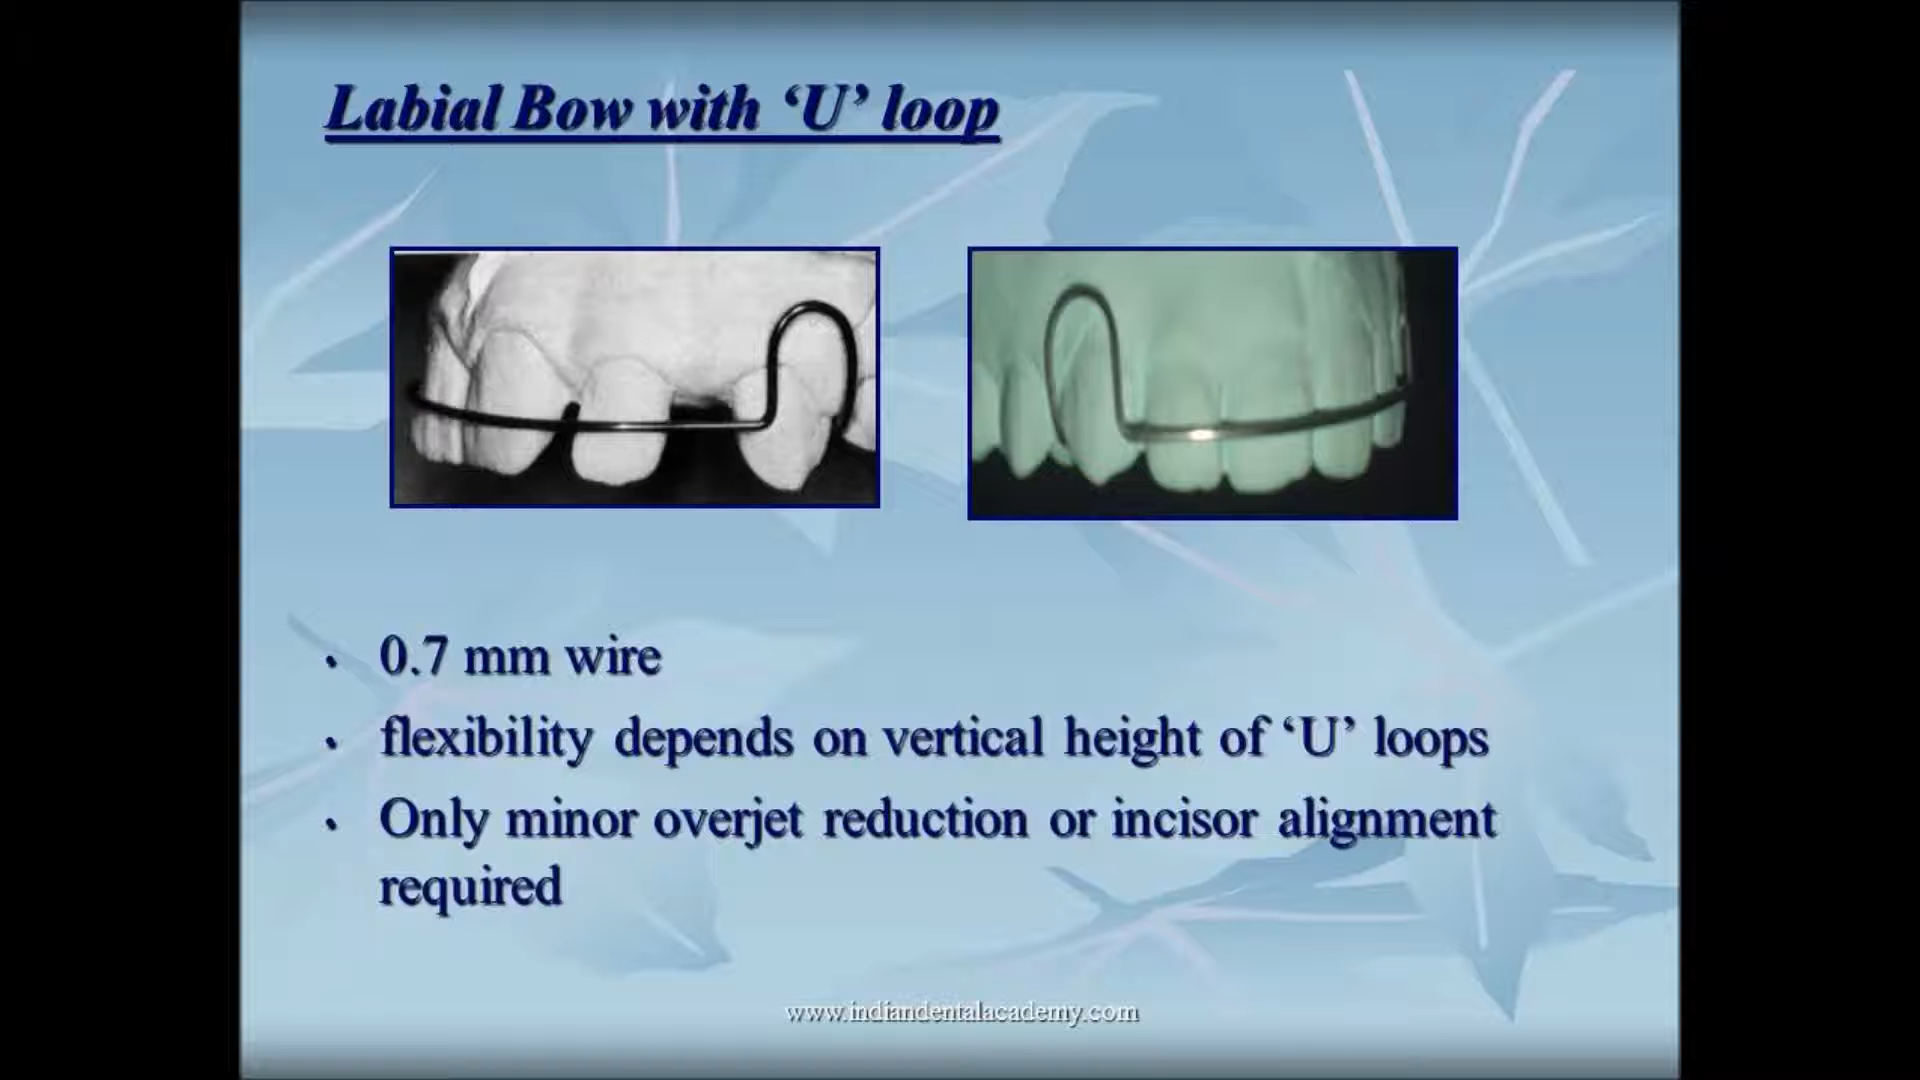 Labial Bow with ‘U’ loop
• 0.7 mm wire
• flexibility depends on vertical height of ‘U’ loops
• Only minor overjet reduction or incisor alignment
required
www.indiandentalacademy.com